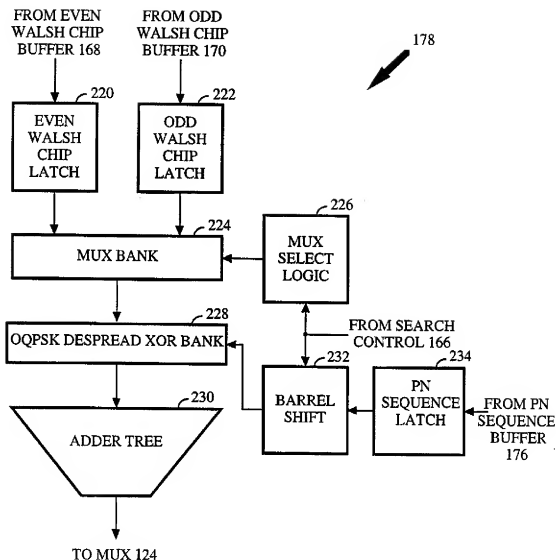 FROM EVEN
WALSH CHIP
BUFFER 168
FROM ODD
WALSH CHIP
BUFFER 170
178
220
EVEN
WALSH
CHIP
LATCH
222
ODD
WALSH
CHIP
LATCH
224
MUX BANK
226
MUX
SELECT
LOGIC
228
OQPSK DESPREAD XOR BANK
FROM SEARCH
CONTROL 166
232
BARREL
SHIFT
234
PN
SEQUENCE
LATCH
FROM PN
SEQUENCE
BUFFER
176
230
ADDER TREE
TO MUX 124